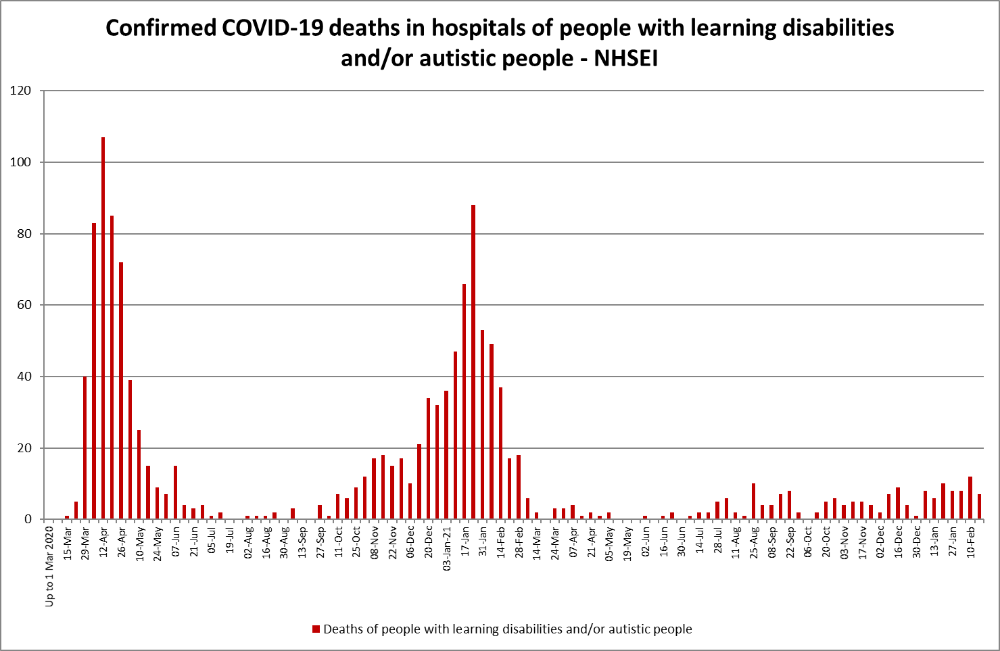 Confirmed COVID-19 deaths in hospitals of people with learning disabilities
and/or autistic people - NHSEI
120
100
80
60
40
20
0
Up to 1 Mar 2020
15-Mar
29-Mar
12-Apr
26-Apr
10-May
24-May
07-Jun
21-Jun
05-Jul
19-Jul
02-Aug
16-Aug
30-Aug
13-Sep
27-Sep
11-Oct
25-Oct
08-Nov
22-Nov
06-Dec
20-Dec
03-Jan-21
17-Jan
31-Jan
14-Feb
28-Feb
14-Mar
24-Mar
07-Apr
21-Apr
05-May
19-May
02-Jun
16-Jun
30-Jun
14-Jul
28-Jul
11-Aug
25-Aug
08-Sep
22-Sep
06-Oct
20-Oct
03-Nov
17-Nov
02-Dec
16-Dec
30-Dec
13-Jan
27-Jan
10-Feb
Deaths of people with learning disabilities and/or autistic people